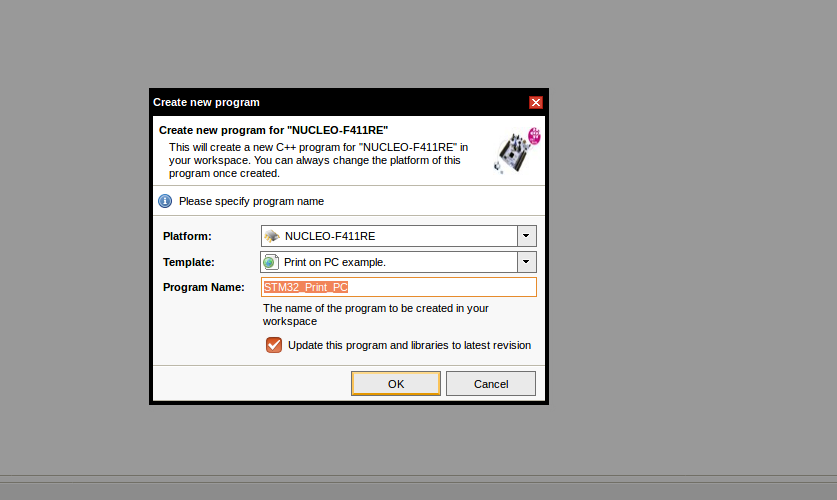 Create new program
Create new program for "NUCLEO-F411RE"
This will create a new C++ program for "NUCLEO-F411RE" in
your workspace. You can always change the platform of this
program once created.
Please specify program name
Platform: NUCLEO-F411RE
Template: Print on PC example.
Program Name: STM32_Print_PC
The name of the program to be created in your
workspace
Update this program and libraries to latest revision
OK Cancel